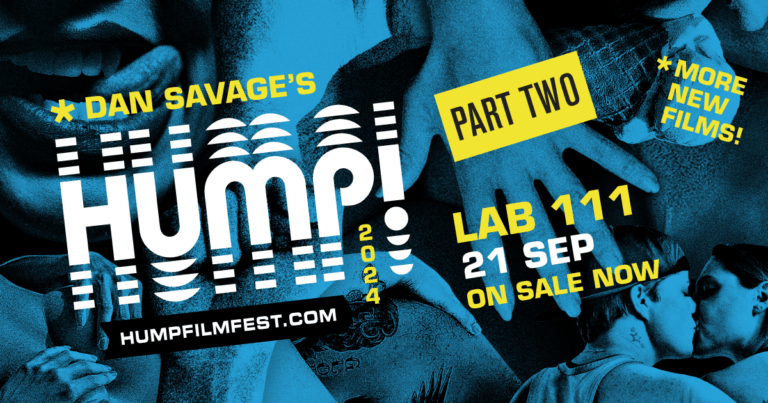 * DAN SAVAGE'S
HUMP!
2024
HUMPFILMFEST.COM
PART TWO
* MORE
NEW
FILMS!
LAB 111
21 SEP
ON SALE NOW